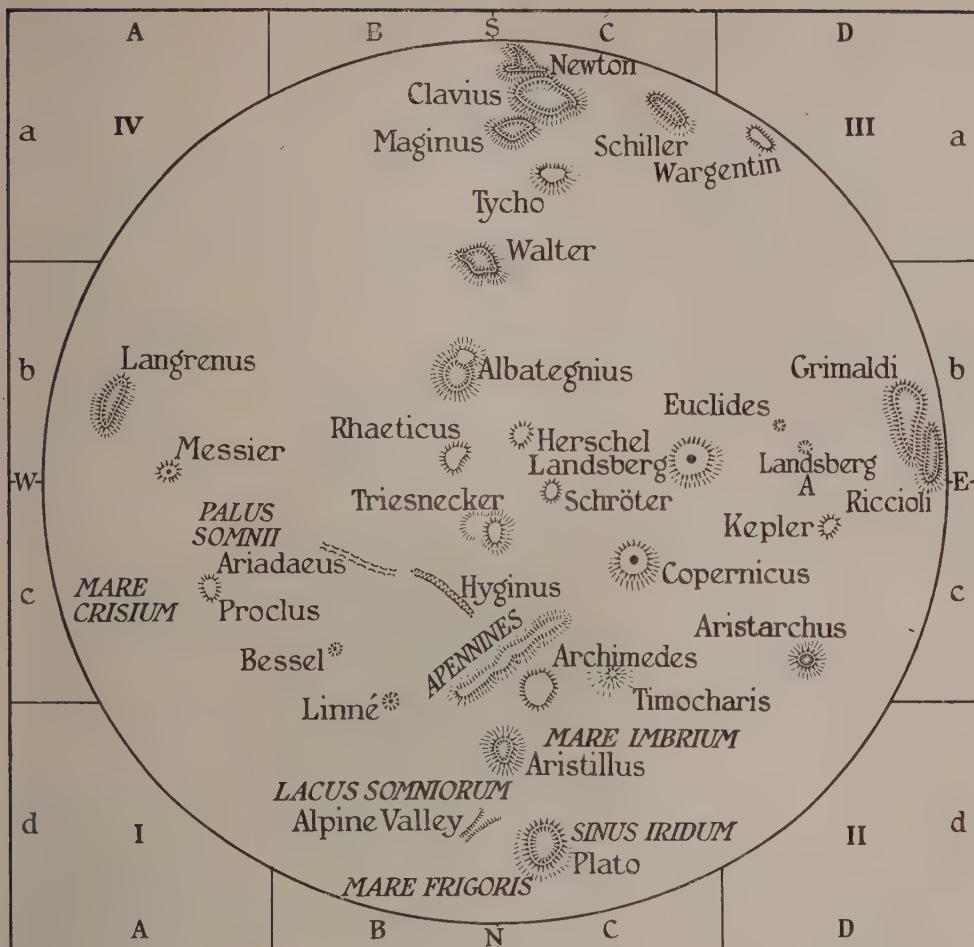 A B S C D
Newton
Clavius
a IV III a
Maginus
Schiller
Wargentin
Tycho
Walter
b Langrenus Grimaldi b
Albategnius
Euclides
Rhaeticus
Herschel
Messier
Landsberg
Landsberg
A
W E
Triesnecker
Schröter
Riccioli
PALUS
SOMNII
Kepler
Ariadaeus
Copernicus
c MARE
CRISIUM
Hyginus c
Proclus
APENNINES
Aristarchus
Bessel
Archimedes
Linné
Timocharis
MARE IMBRIUM
Aristillus
LACUS SOMNIORUM
d I Alpine Valley
SINUS IRIDUM II d
Plato
MARE FRIGORIS
A B N C D